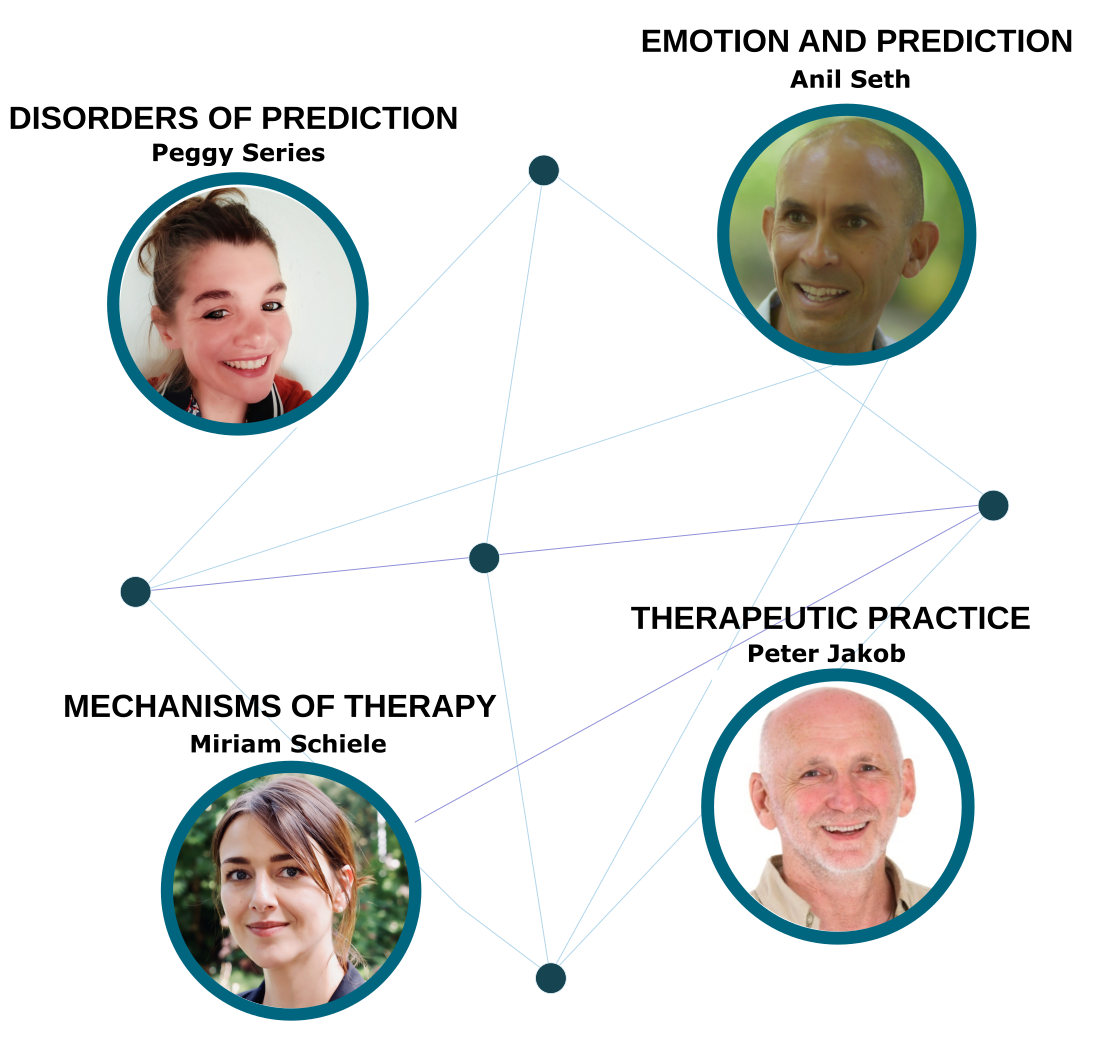 EMOTION AND PREDICTION
Anil Seth
DISORDERS OF PREDICTION
Peggy Series
THERAPEUTIC PRACTICE
Peter Jakob
MECHANISMS OF THERAPY
Miriam Schiele